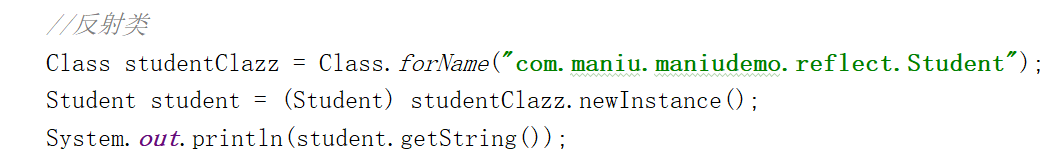 //反射类
Class studentClazz = Class.forName("com.maniu.maniudemo.reflect.Student");
Student student = (Student) studentClazz.newInstance();
System.out.println(student.getString());